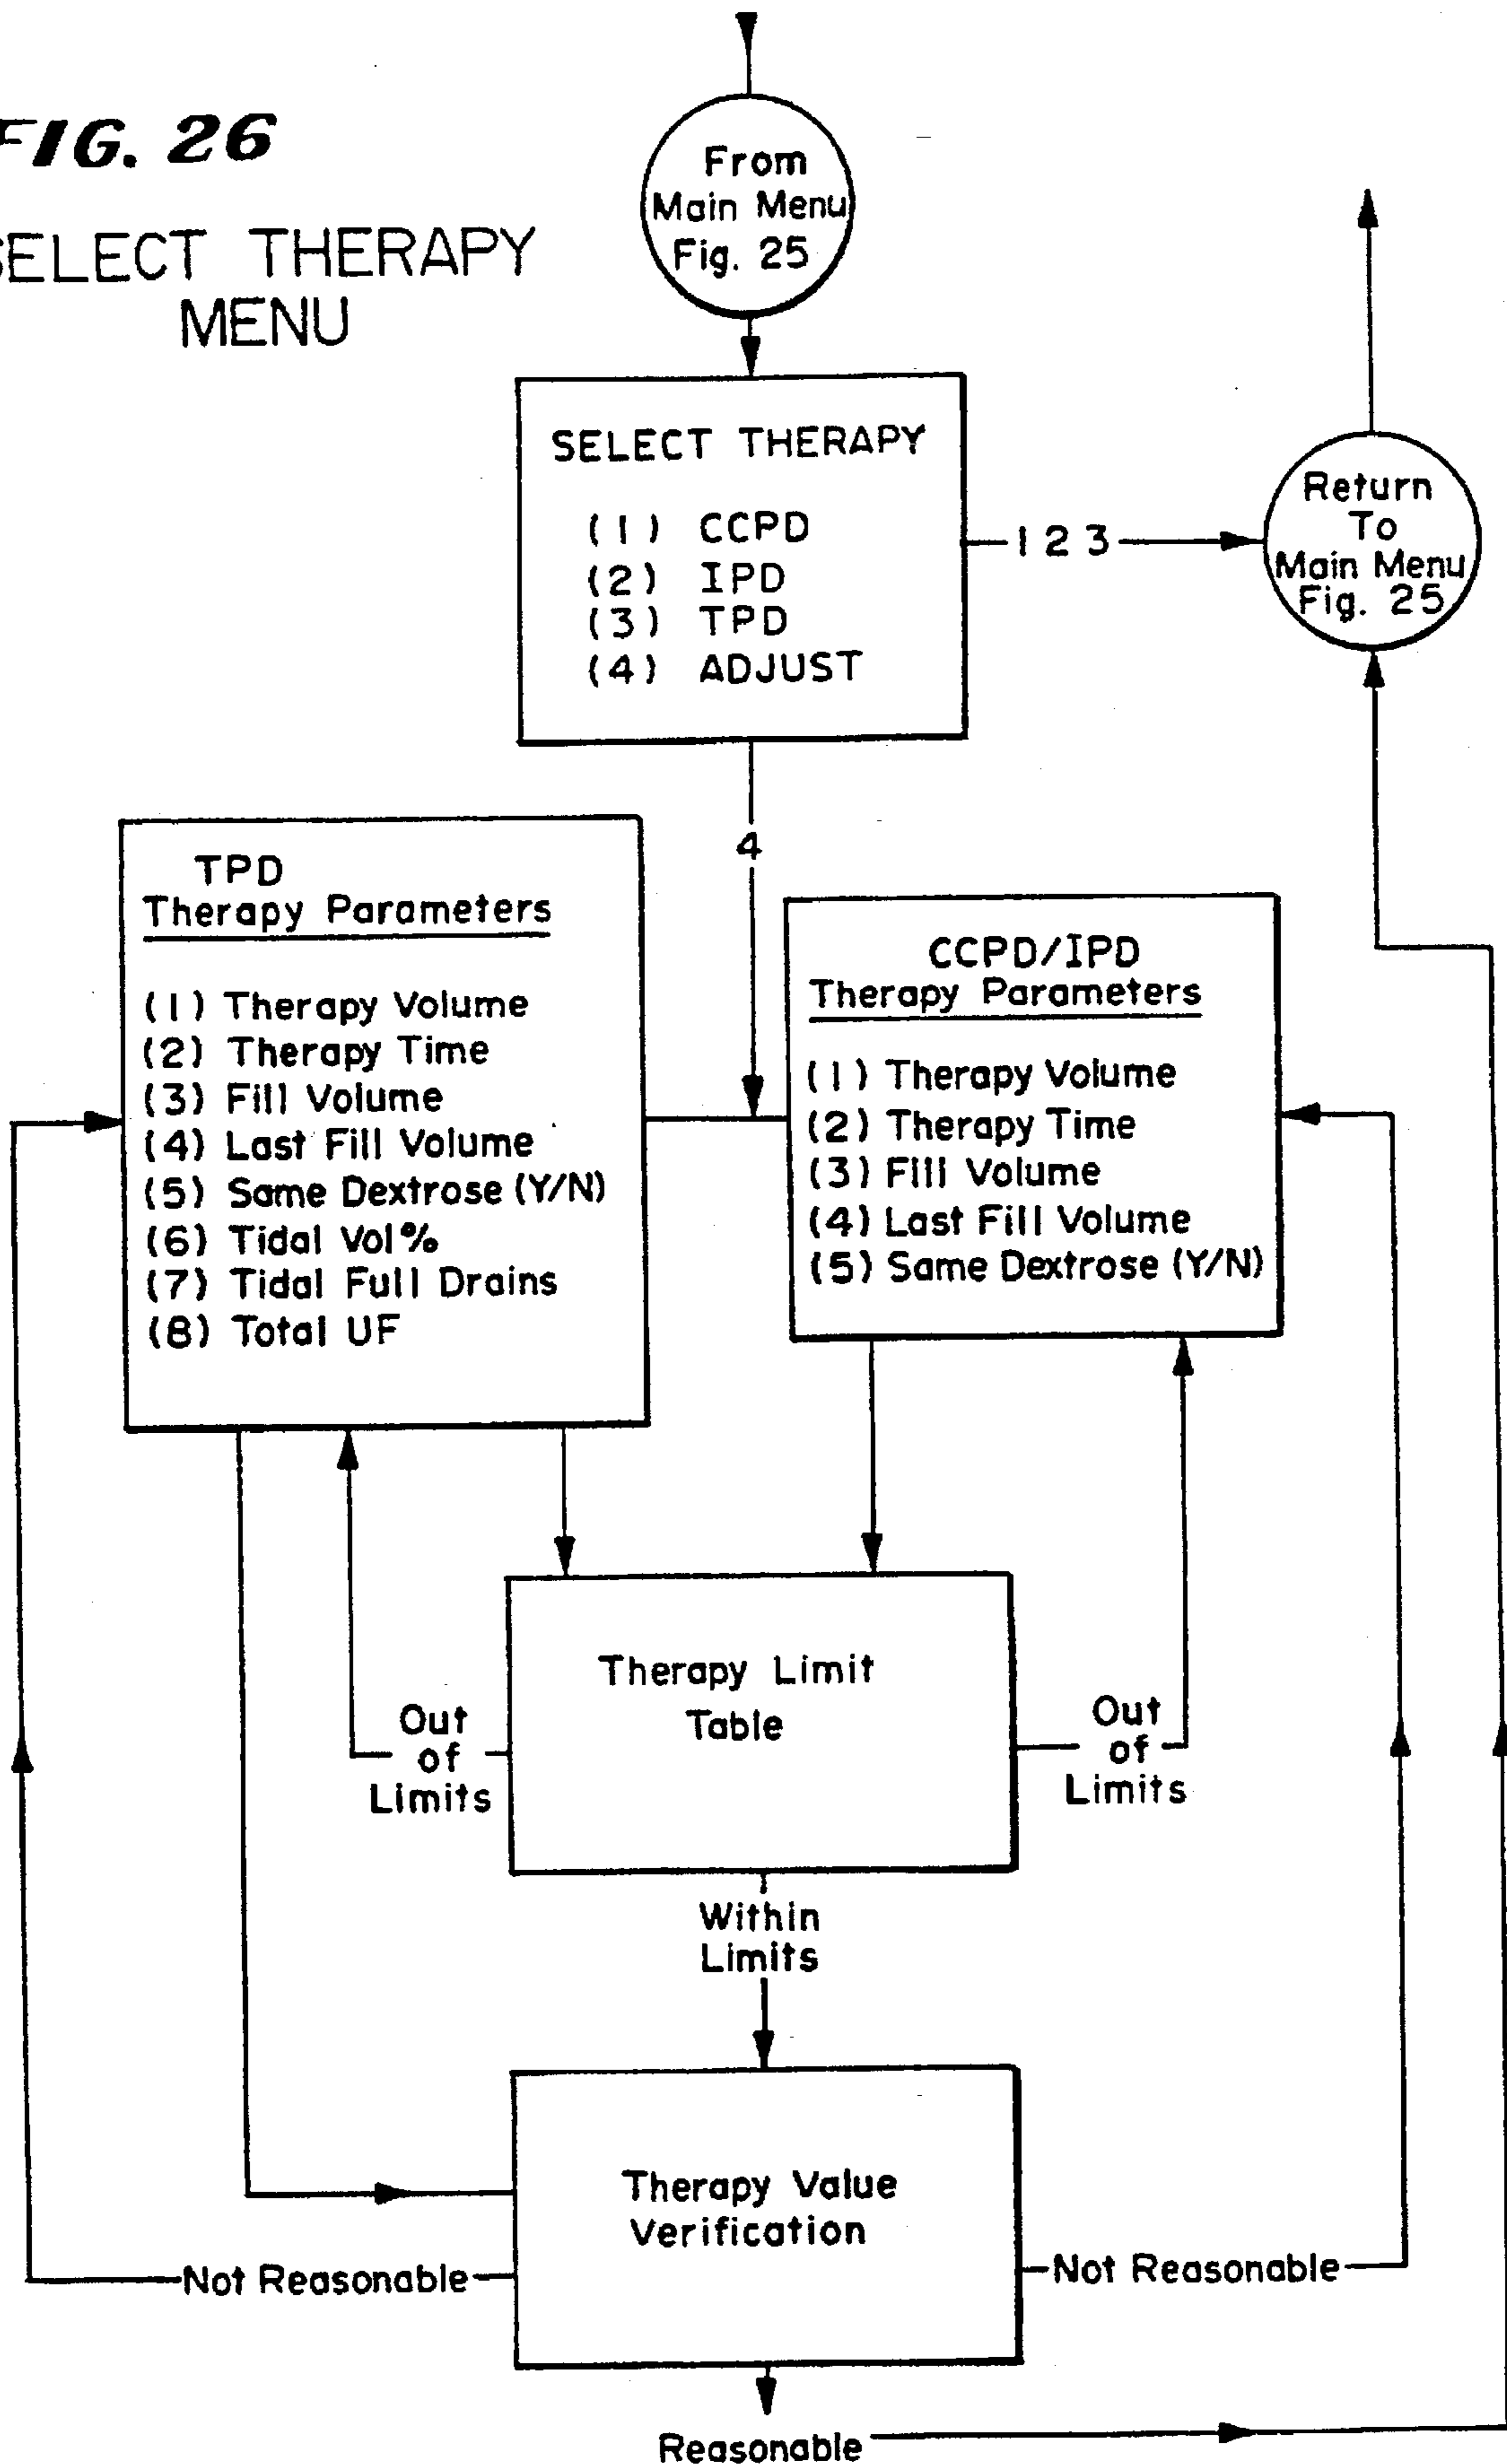 FIG. 26
SELECT THERAPY
MENU
From
Main Menu
Fig. 25
SELECT THERAPY
(1) CCPD
(2) IPD
(3) TPD
(4) ADJUST
1 2 3
Return
To
Main Menu
Fig. 25
4
TPD
Therapy Parameters
(1) Therapy Volume
(2) Therapy Time
(3) Fill Volume
(4) Last Fill Volume
(5) Same Dextrose (Y/N)
(6) Tidal Vol%
(7) Tidal Full Drains
(8) Total UF
CCPD/IPD
Therapy Parameters
(1) Therapy Volume
(2) Therapy Time
(3) Fill Volume
(4) Last Fill Volume
(5) Same Dextrose (Y/N)
Therapy Limit
Table
Out
of
Limits
Out
of
Limits
Within
Limits
Therapy Value
Verification
Not Reasonable
Not Reasonable
Reasonable